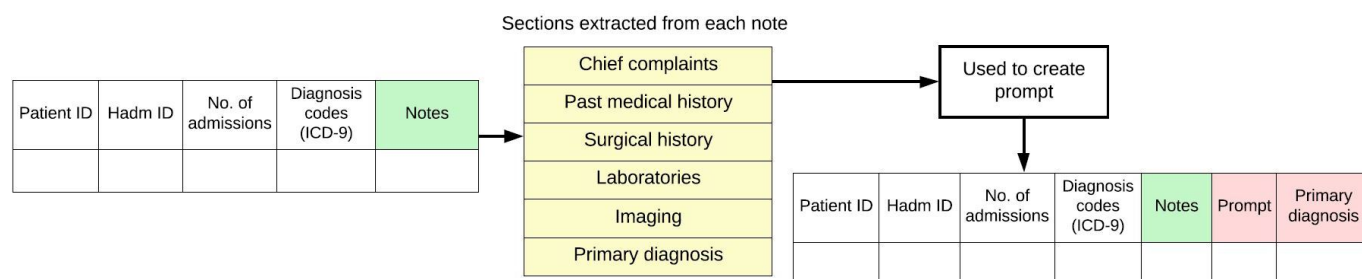 Sections extracted from each note
Patient ID
Hadm ID
No. of
admissions
Diagnosis
codes
(ICD-9)
Notes
Chief complaints
Past medical history
Surgical history
Laboratories
Imaging
Primary diagnosis
Used to create
prompt
Patient ID
Hadm ID
No. of
admissions
Diagnosis
codes
(ICD-9)
Notes
Prompt
Primary
diagnosis